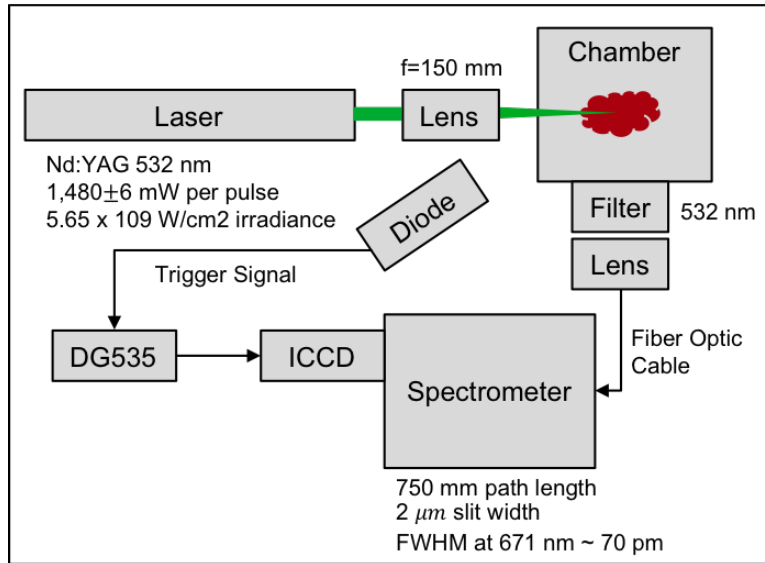 Chamber
f=150 mm
Laser
Lens
Nd:YAG 532 nm
1,480±6 mW per pulse
5.65 x 109 W/cm2 irradiance
Diode
Filter
532 nm
Lens
Trigger Signal
DG535
ICCD
Spectrometer
Fiber Optic
Cable
750 mm path length
2 𝜇m slit width
FWHM at 671 nm ~ 70 pm